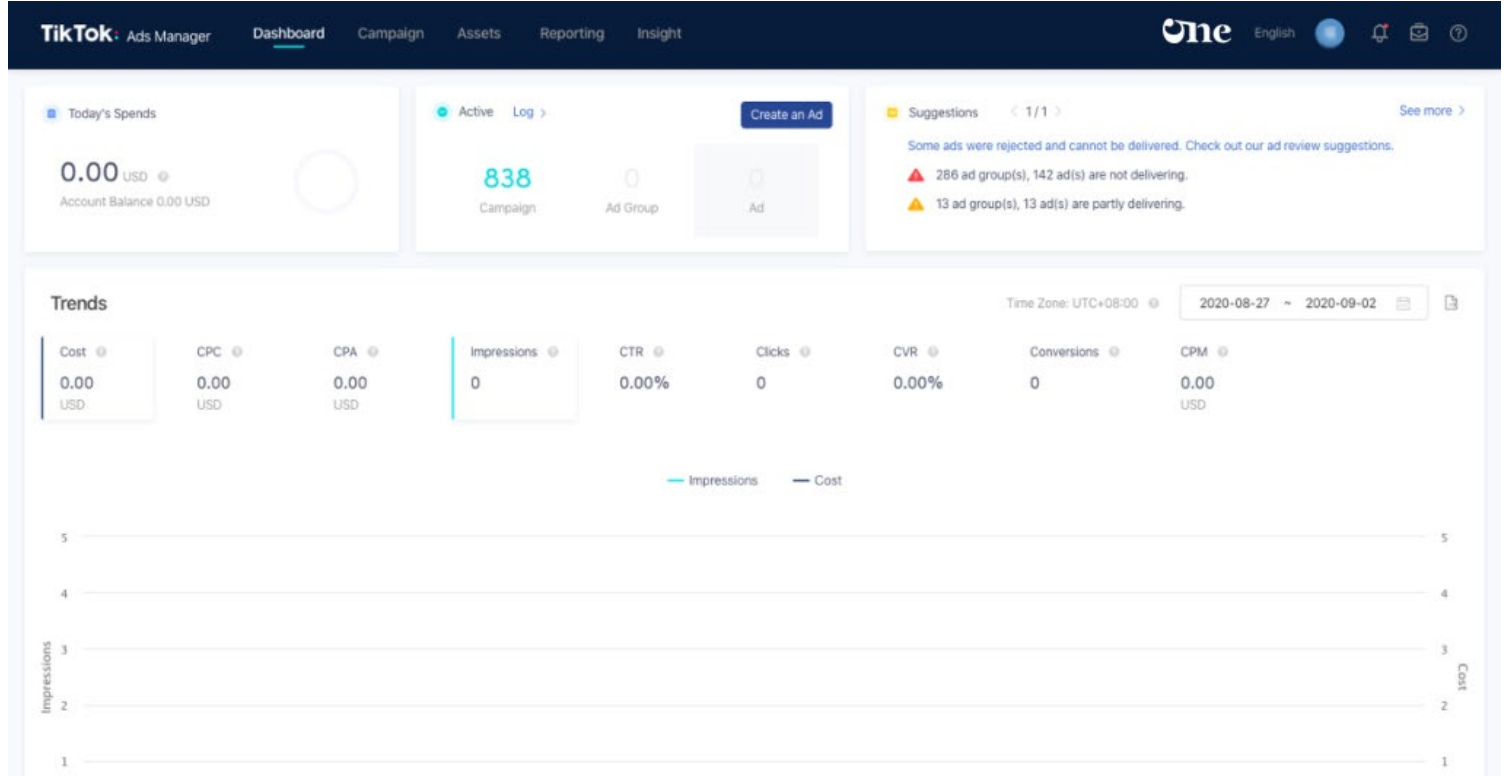 TikTok: Ads Manager Dashboard Campaign Assets Reporting Insight One English
Today's Spends
0.00 USD
Account Balance 0.00 USD
Active Log >
Create an Ad
838 0 0
Campaign Ad Group Ad
Suggestions < 1/1 > See more >
Some ads were rejected and cannot be delivered. Check out our ad review suggestions.
286 ad group(s), 142 ad(s) are not delivering.
13 ad group(s), 13 ad(s) are partly delivering.
Trends Time Zone: UTC+08:00 2020-08-27 ~ 2020-09-02
Cost CPC CPA Impressions CTR Clicks CVR Conversions CPM
0.00 0.00 0.00 0 0.00% 0 0.00% 0 0.00
USD USD USD USD
Impressions Cost
5 5
4 4
3 3
2 2
1 1
Impressions
Cost